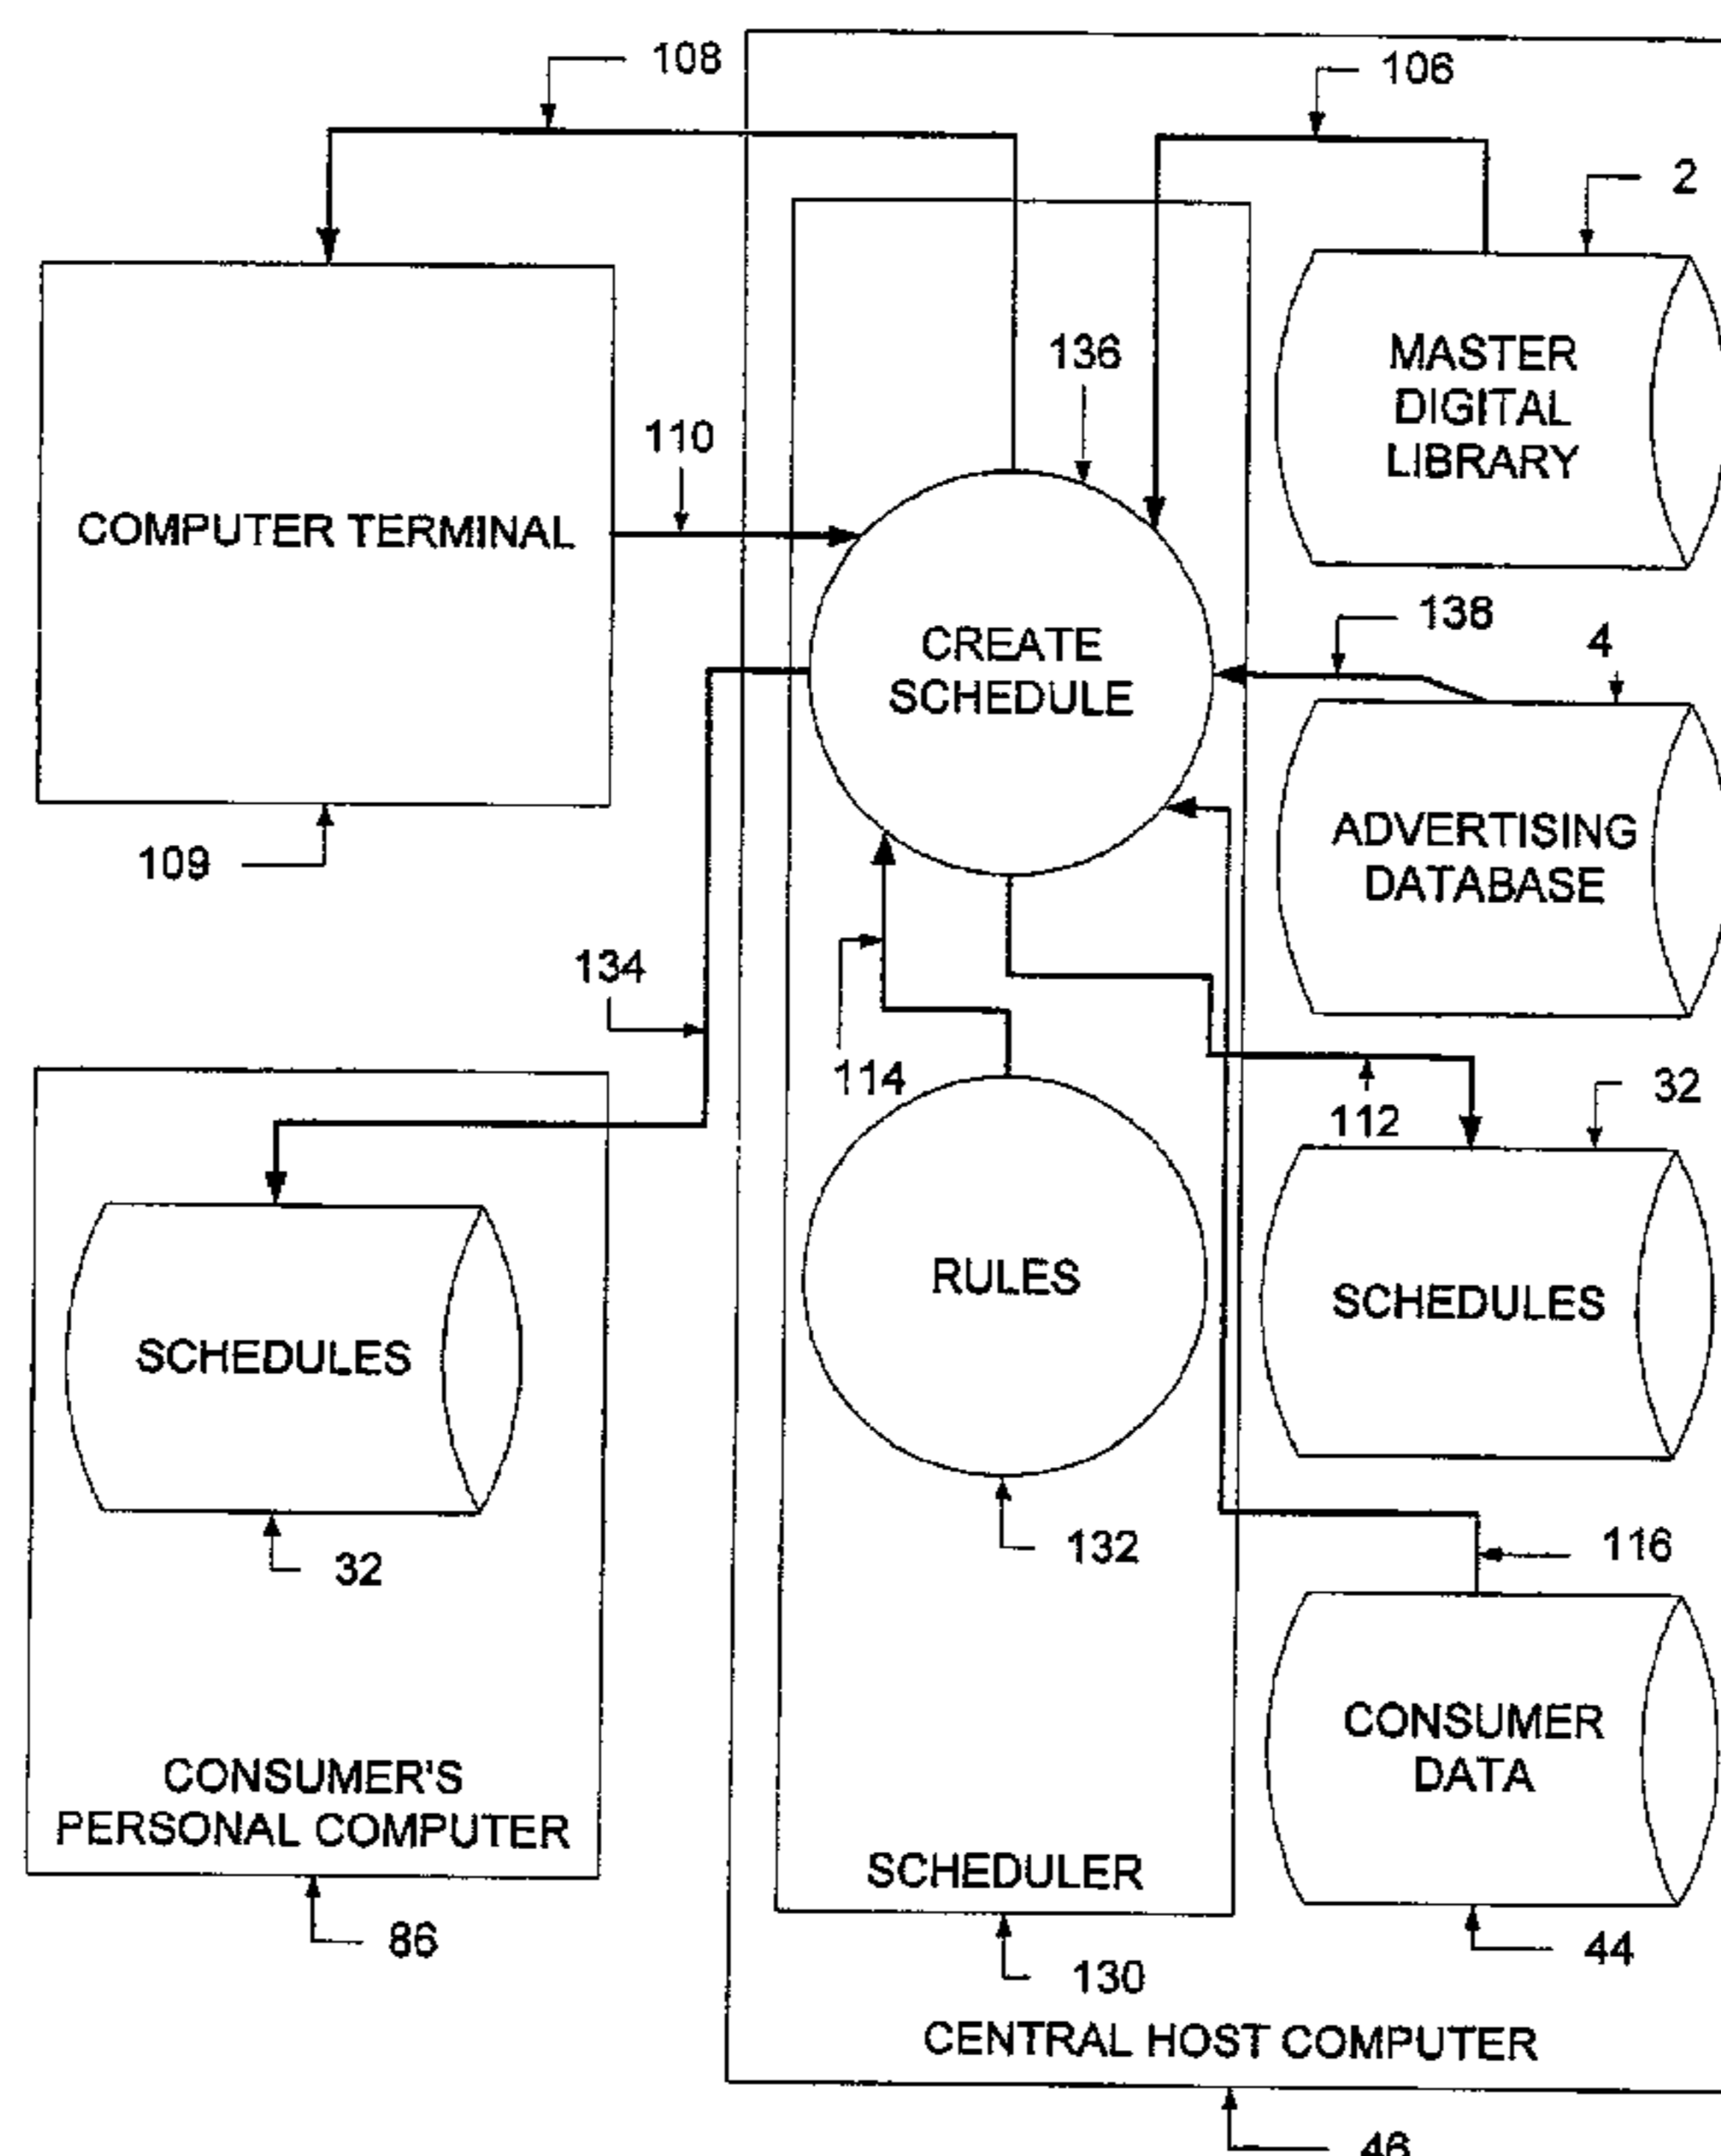 108
106
2
MASTER
DIGITAL
LIBRARY
136
110
COMPUTER TERMINAL
CREATE
SCHEDULE
138
4
ADVERTISING
DATABASE
109
134
114
112
32
SCHEDULES
RULES
SCHEDULES
32
132
116
CONSUMER
DATA
CONSUMER'S
PERSONAL COMPUTER
SCHEDULER
86
44
130
CENTRAL HOST COMPUTER
46